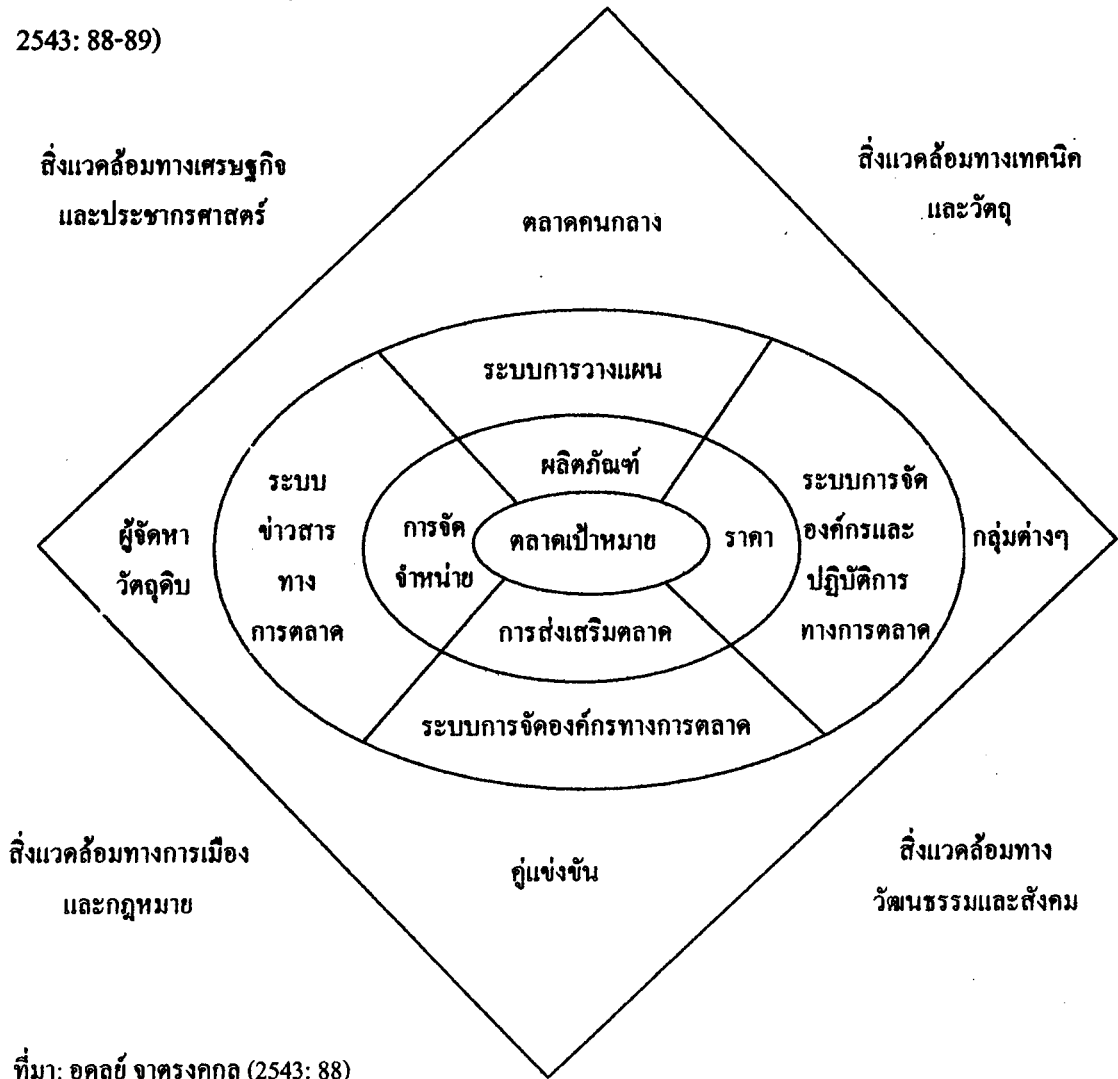 2543: 88-89)
สิ่งแวดล้อมทางเศรษฐกิจ
และประชากรศาสตร์
สิ่งแวดล้อมทางเทคนิค
และวัตถุ
ตลาดคนกลาง
ระบบการวางแผน
ผลิตภัณฑ์
ระบบ
ข่าวสาร
ทาง
การตลาด
การจัด
จำหน่าย
ตลาดเป้าหมาย
ราคา
ระบบการจัด
องค์กรและ
ปฏิบัติการ
ทางการตลาด
ผู้จัดหา
วัตถุดิบ
กลุ่มต่างๆ
การส่งเสริมตลาด
ระบบการจัดองค์กรทางการตลาด
สิ่งแวดล้อมทางการเมือง
และกฎหมาย
คู่แข่งขัน
สิ่งแวดล้อมทาง
วัฒนธรรมและสังคม
ที่มา: อดุลย์ จาตุรงคกุล (2543: 88)